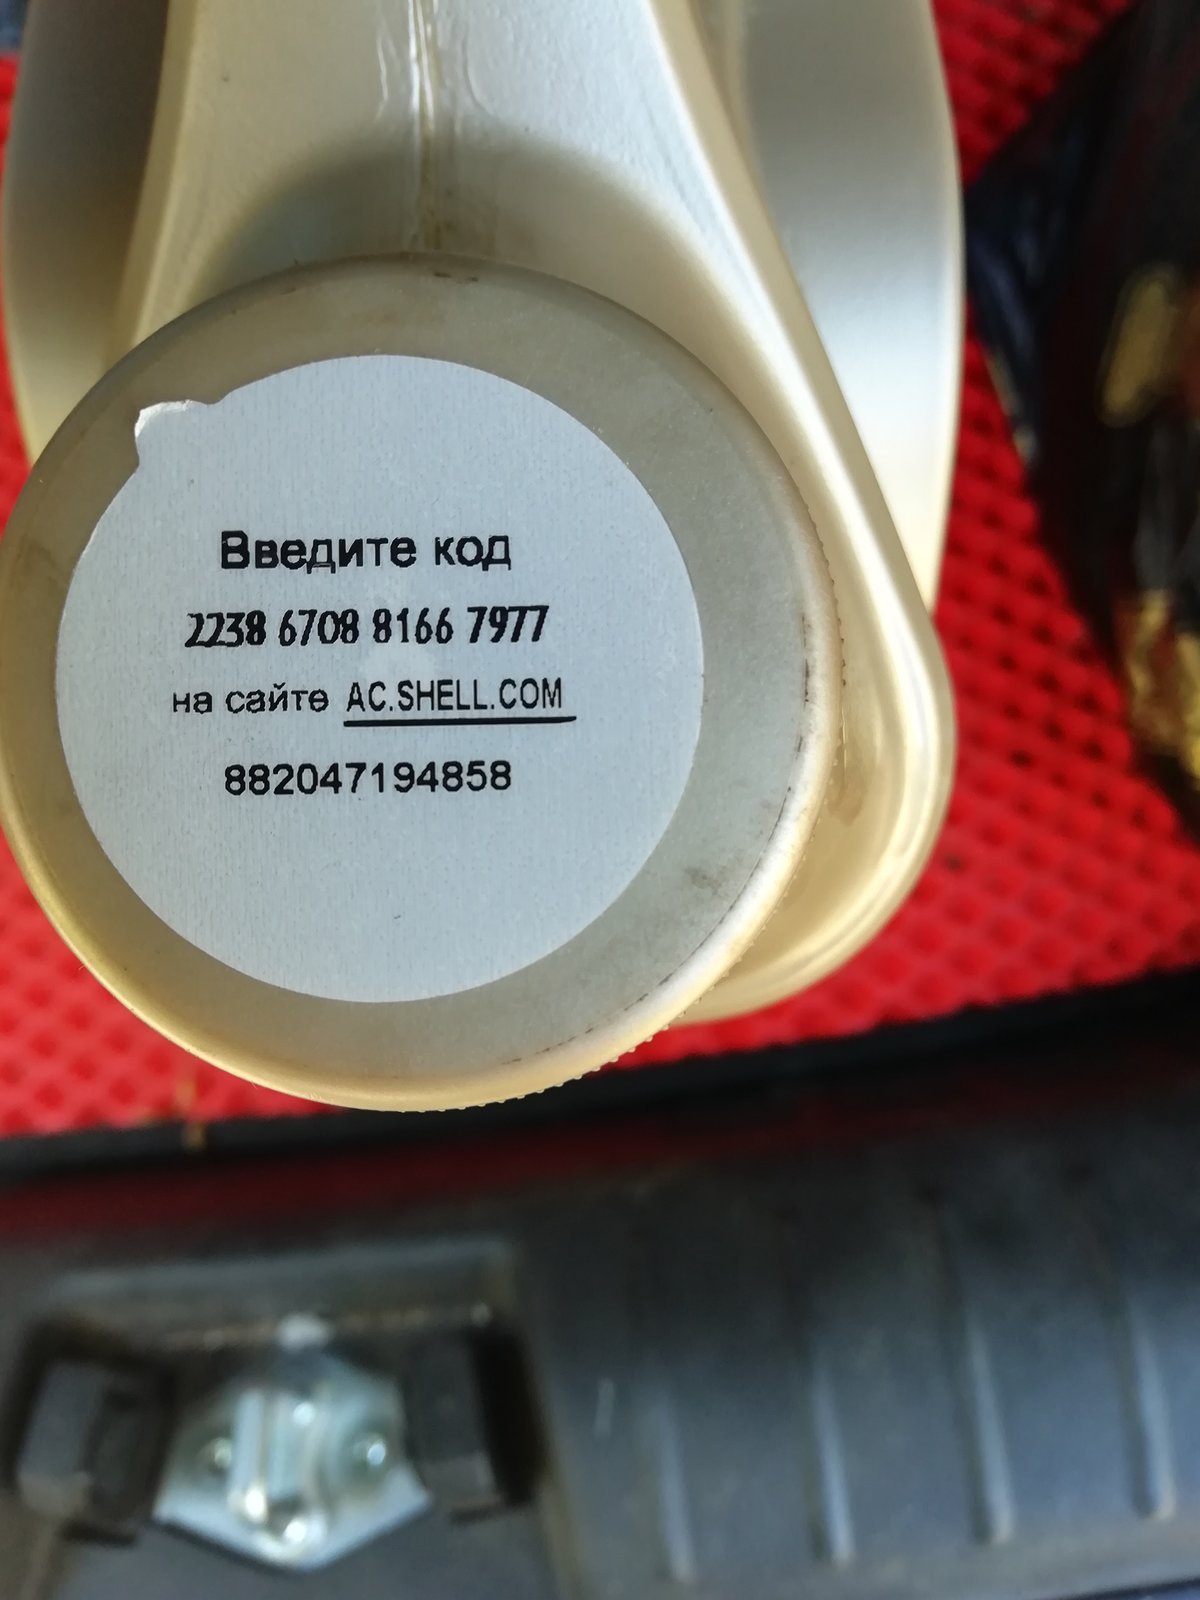 Введите код
2238 6708 8166 7977
на сайте AC.SHELL.COM
882047194858